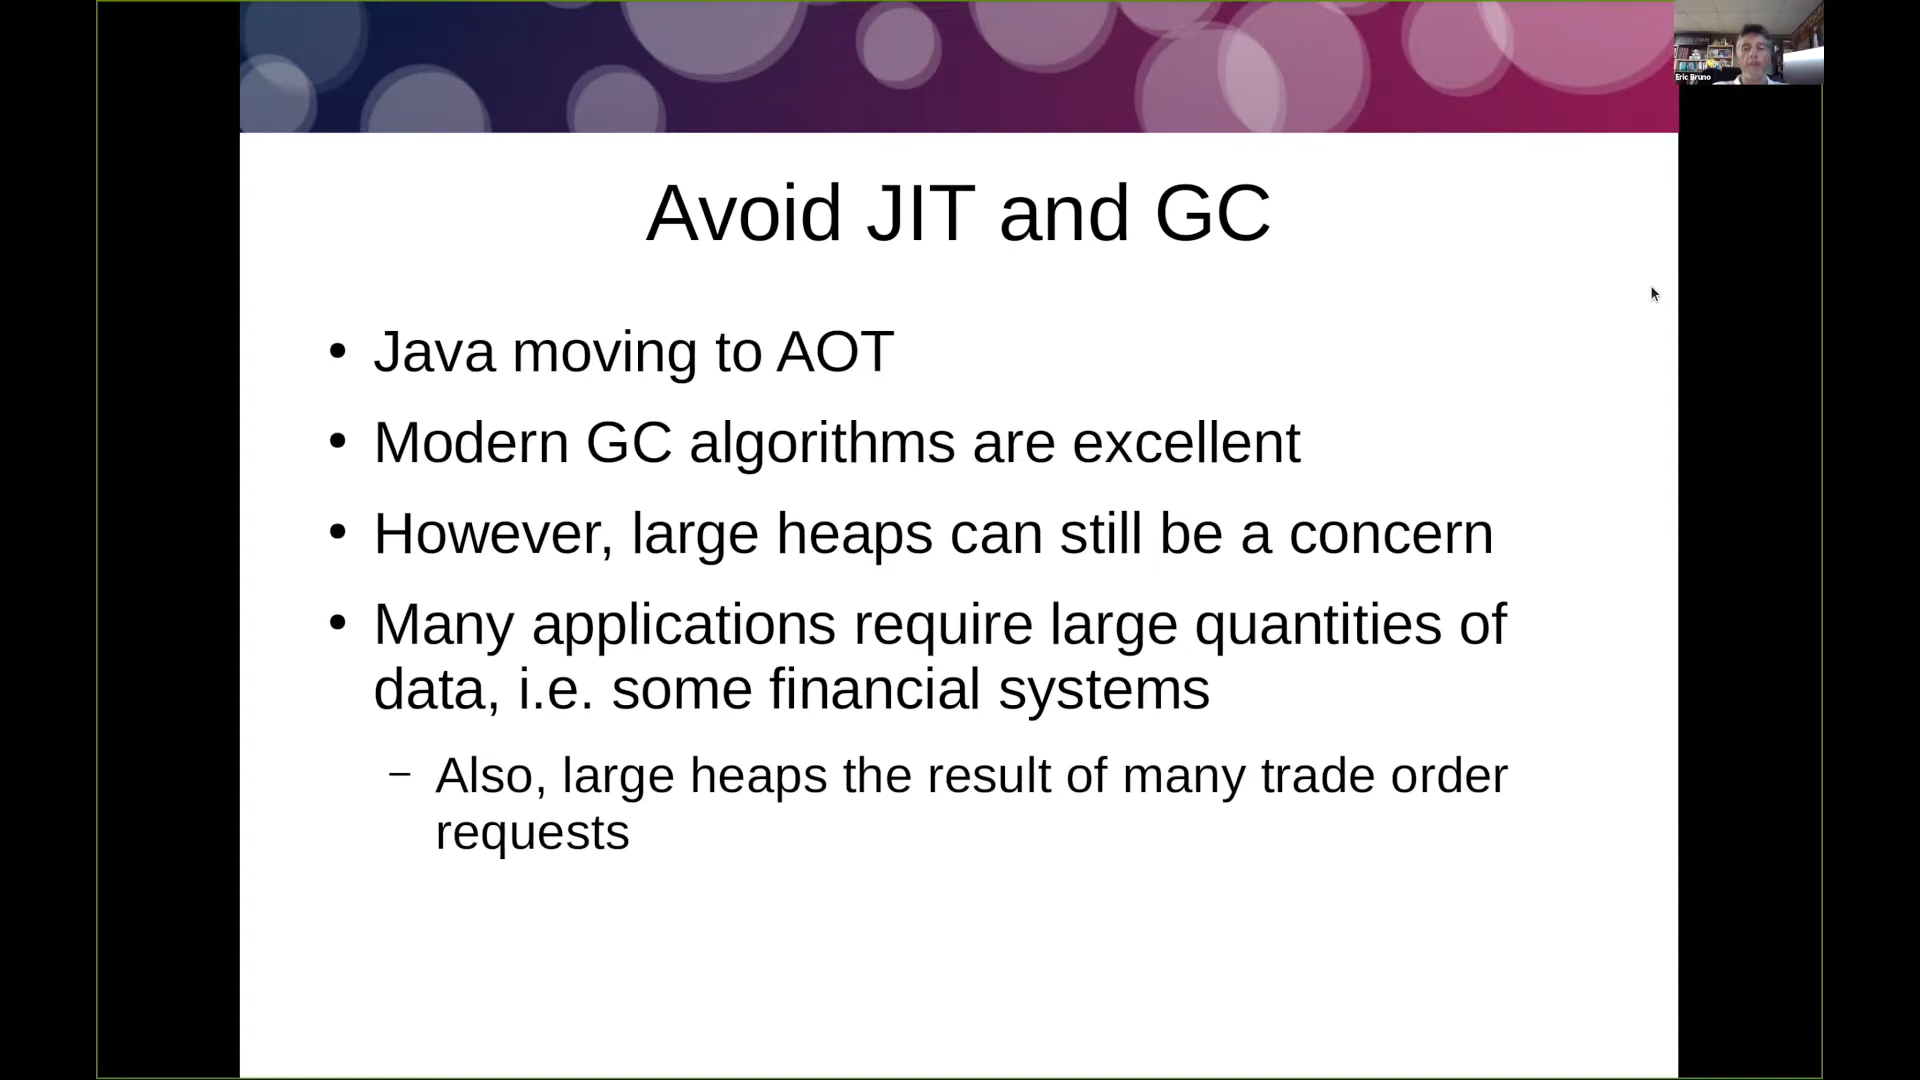 Eric Bruno
Avoid JIT and GC
• Java moving to AOT
• Modern GC algorithms are excellent
• However, large heaps can still be a concern
• Many applications require large quantities of
data, i.e. some financial systems
– Also, large heaps the result of many trade order
requests